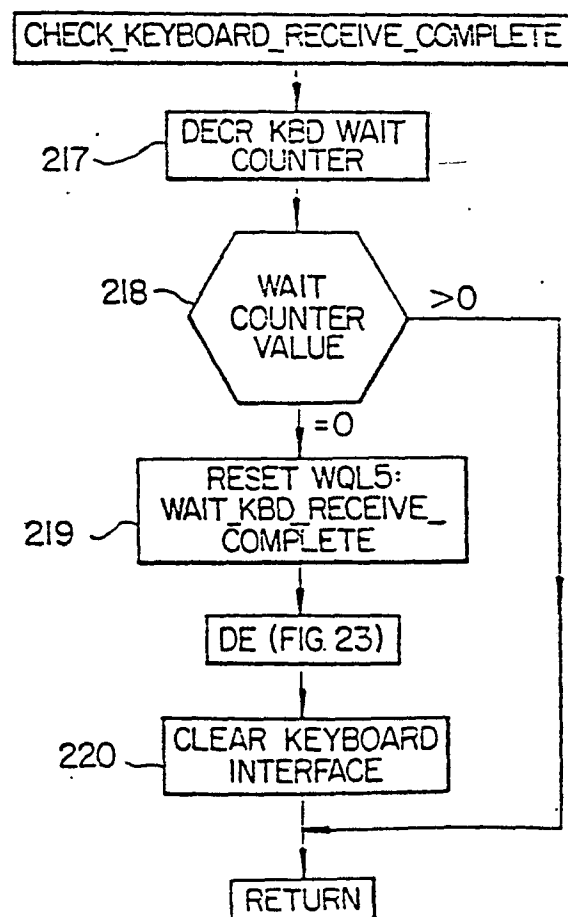 CHECK_KEYBOARD_RECEIVE_COMPLETE
217
DECR KBD WAIT
COUNTER
218
WAIT
COUNTER
VALUE
>0
=0
219
RESET WQL5:
WAIT_KBD_RECEIVE_
COMPLETE
DE (FIG. 23)
220
CLEAR KEYBOARD
INTERFACE
RETURN